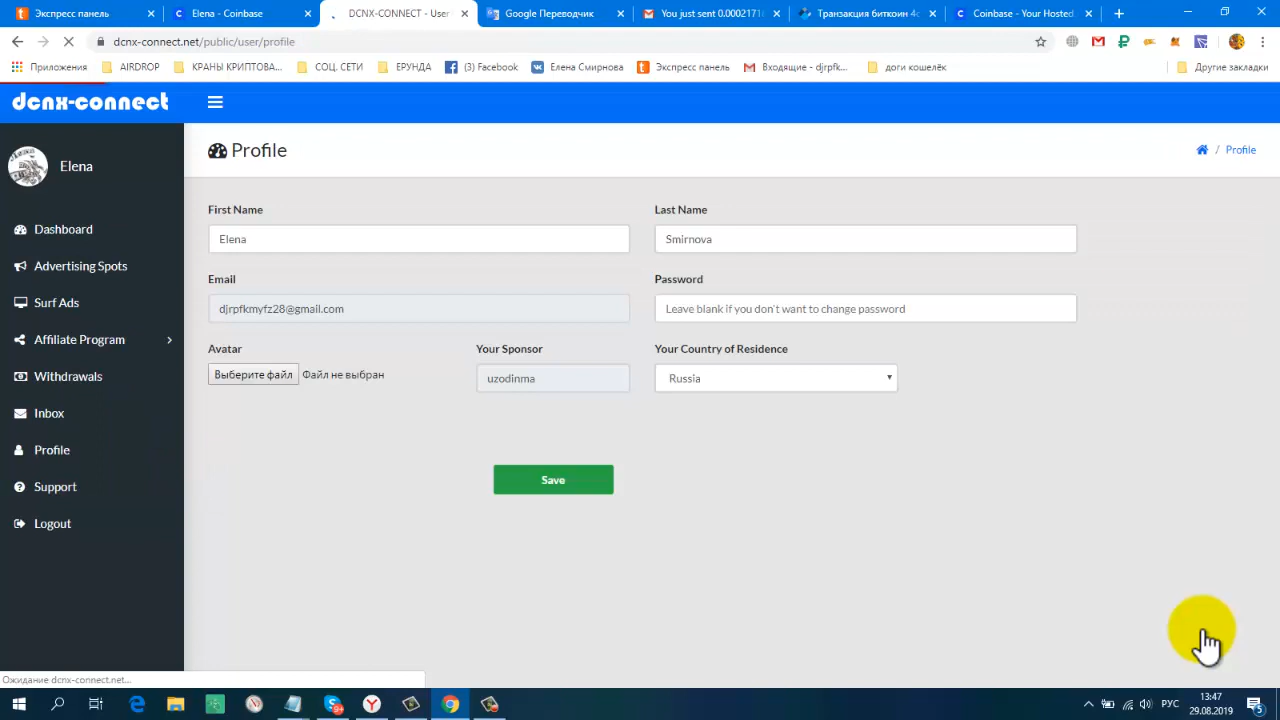 Экспресс панель
Elena - Coinbase
DCNX-CONNECT - User
Google Переводчик
You just sent 0.0002171
Транзакция биткоин 4c
Coinbase - Your Hosted
dcnx-connect.net/public/user/profile
Приложения
AIRDROP
КРАНЫ КРИПТОВА...
СОЦ. СЕТИ
ЕРУНДА
(3) Facebook
Елена Смирнова
Экспресс панель
Входящие - djrpfk...
доги кошелёк
Другие закладки
dcnx-connect
Elena
Profile
/ Profile
Dashboard
Advertising Spots
Surf Ads
Affiliate Program
Withdrawals
Inbox
Profile
Support
Logout
First Name
Last Name
Elena
Smirnova
Email
Password
djrpfkmyfz28@gmail.com
Leave blank if you don't want to change password
Avatar
Your Sponsor
Your Country of Residence
Выберите файл
Файл не выбран
uzodinma
Russia
Save
Ожидание dcnx-connect.net...
РУС
13:47
29.08.2019
5